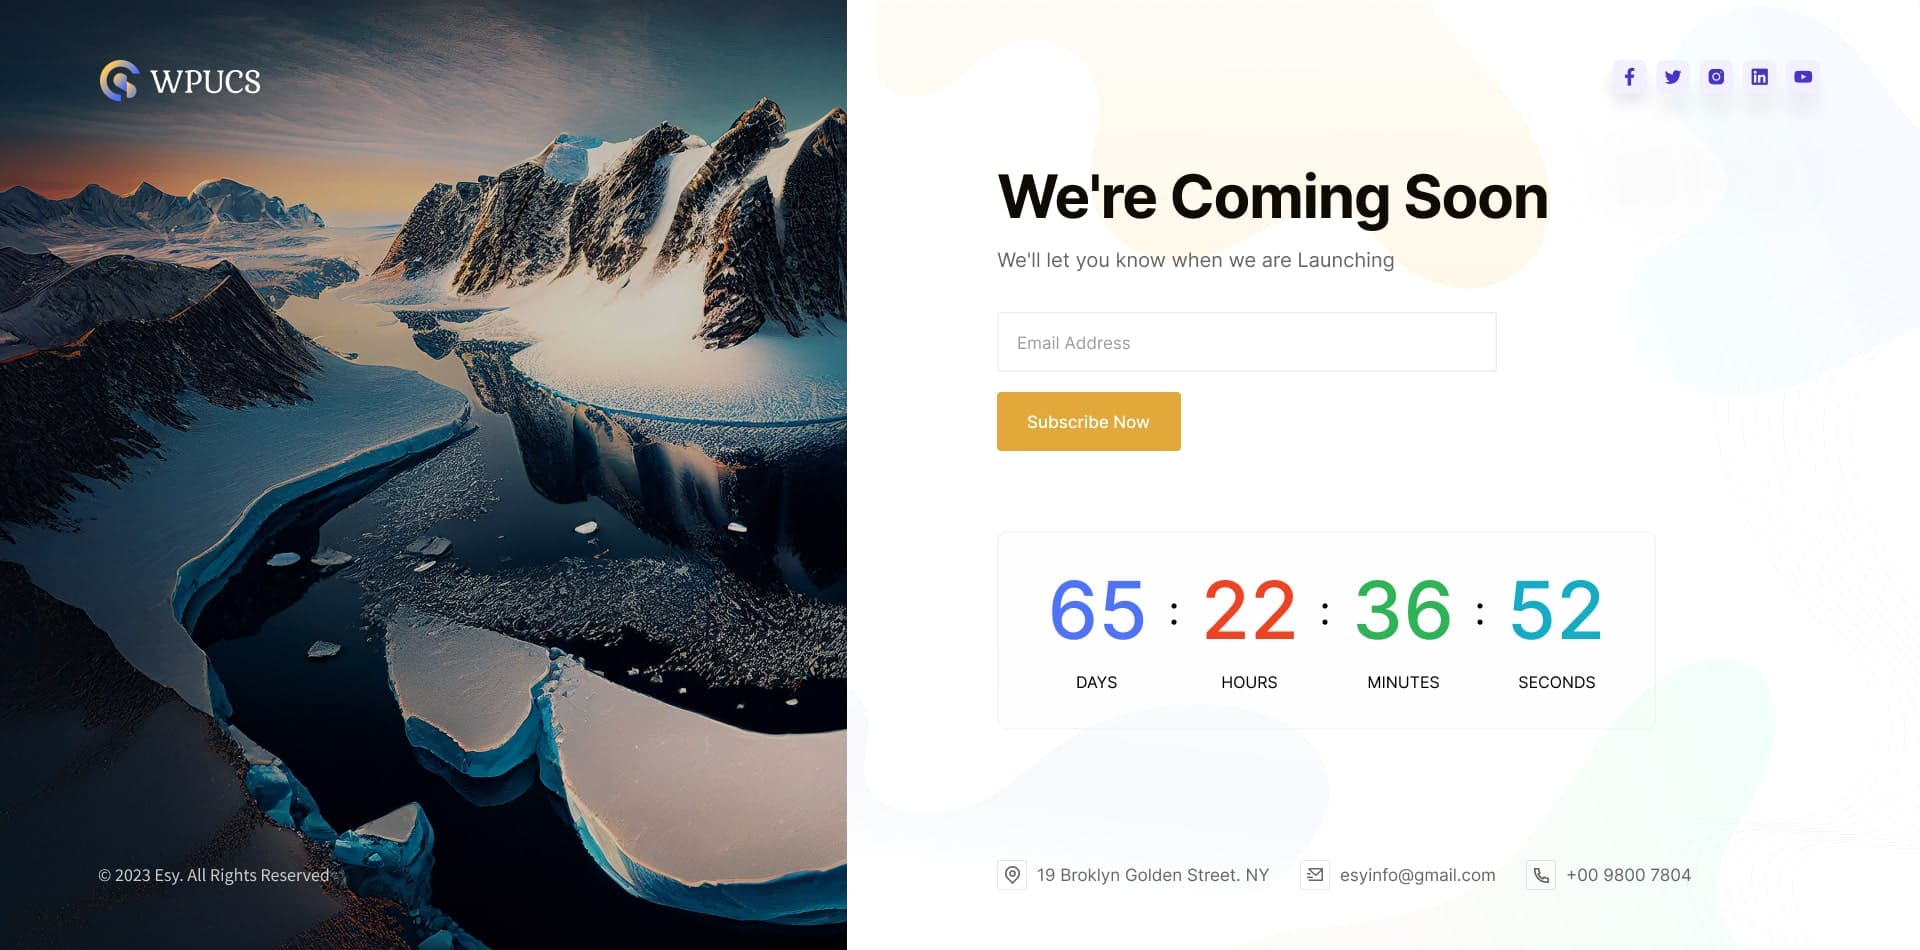 WPUCS
We're Coming Soon
We'll let you know when we are Launching
Email Address
Subscribe Now
65 : 22 : 36 : 52
DAYS HOURS MINUTES SECONDS
© 2023 Esy. All Rights Reserved
19 Broklyn Golden Street. NY
esyinfo@gmail.com
+00 9800 7804